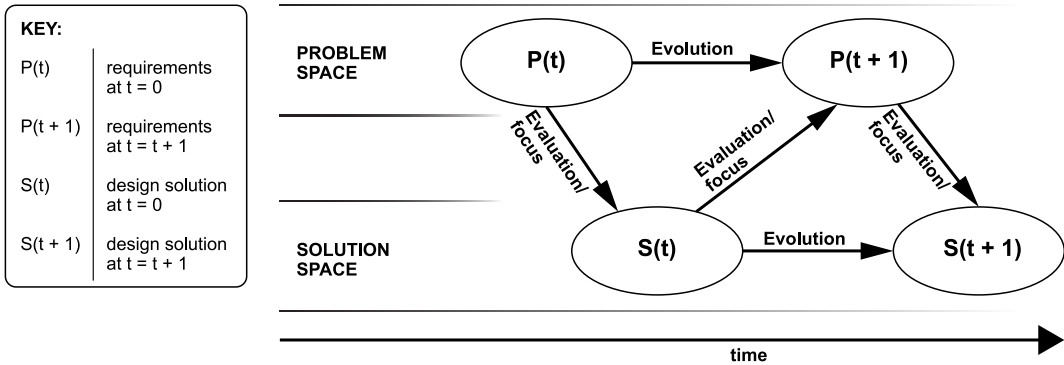 KEY:
P(t) requirements
at t = 0
P(t + 1) requirements
at t = t + 1
S(t) design solution
at t = 0
S(t + 1) design solution
at t = t + 1
PROBLEM
SPACE
P(t)
Evolution
P(t + 1)
Evaluation/
focus
Evaluation/
focus
Evaluation/
focus
SOLUTION
SPACE
S(t)
Evolution
S(t + 1)
time